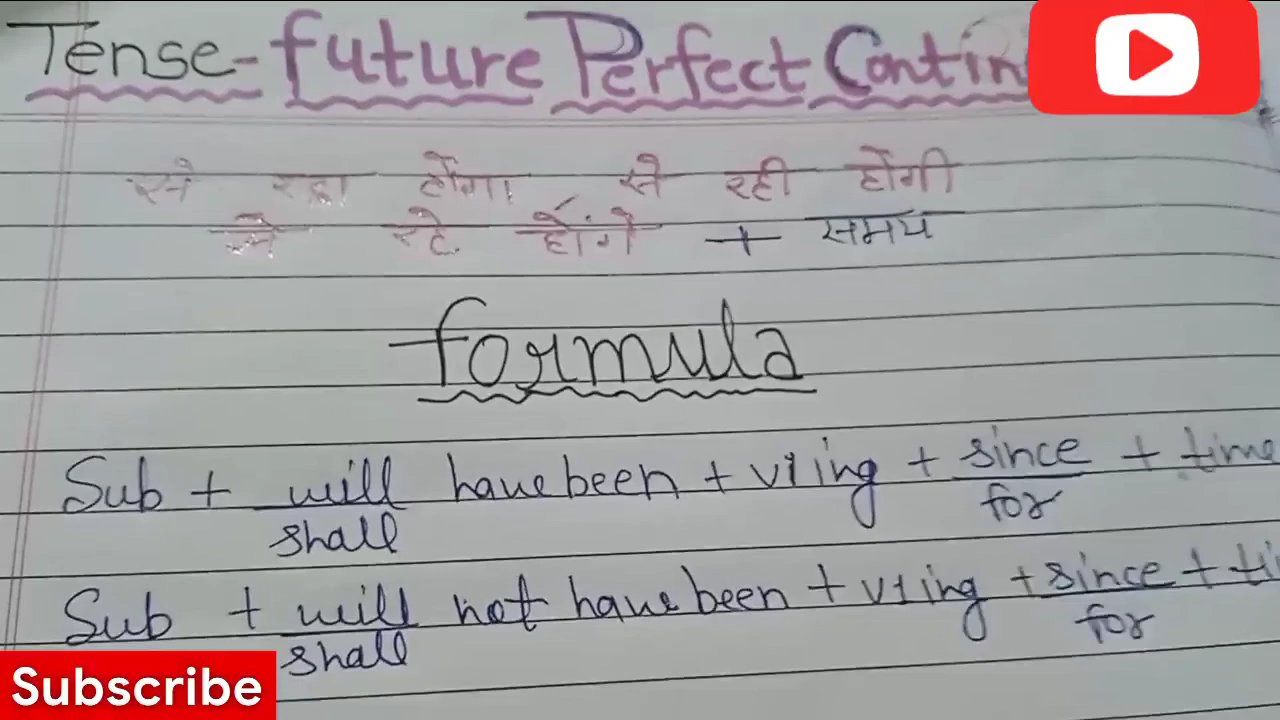 Tense- Future Perfect Contin
से रहा होगा से रही होगी
से रहे होंगे + समय
formula
Sub + will have been + v1 ing + since + time
shall for
Sub + will not have been + v1 ing + since + ti
shall for
Subscribe